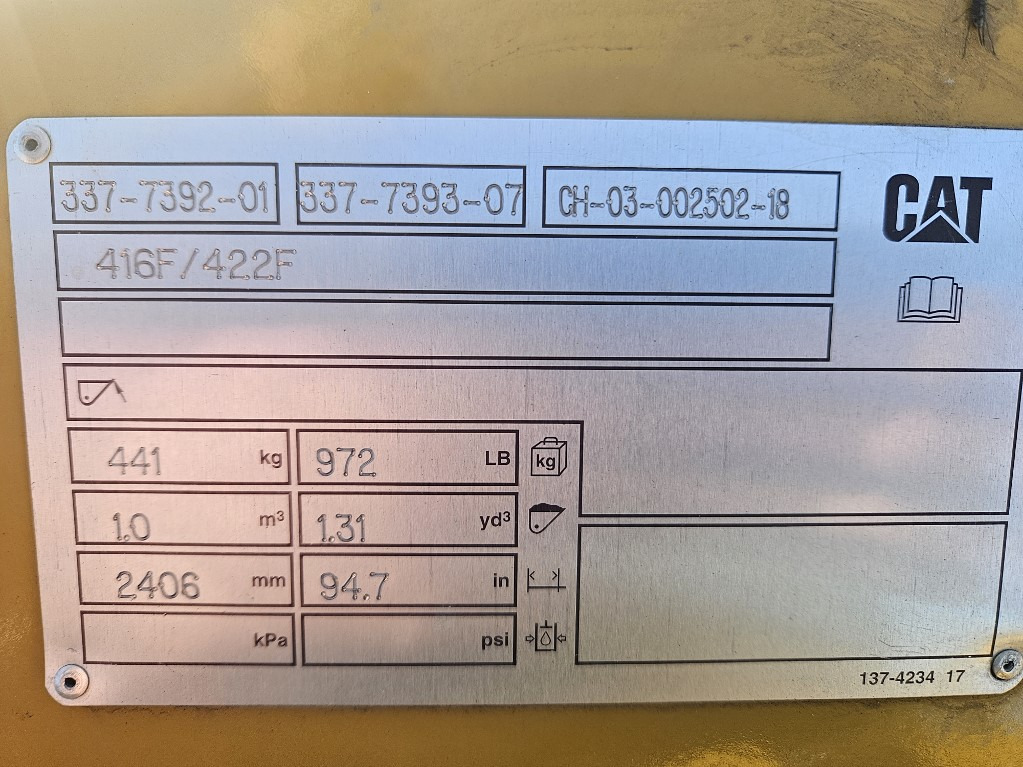 337-7392-01 337-7393-07 CH-03-002502-18 CAT
416F/422F
441 kg 972 LB kg
1.0 m³ 1.31 yd³
2406 mm 94.7 in
kPa psi
137-4234 17